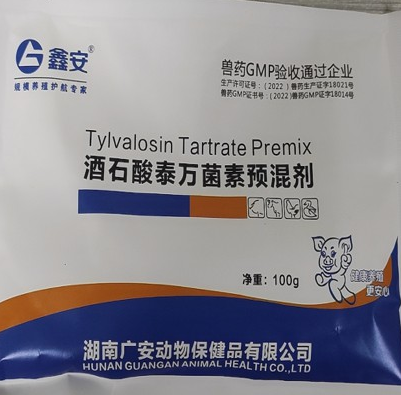 鑫安®
规模养殖护航专家
兽药GMP验收通过企业
生产许可证号:(2022)兽药生产证字18021号
兽药GMP证书号:(2022)兽药GMP证字18014号
Tylvalosin Tartrate Premix
酒石酸泰万菌素预混剂
净重:100g
健康养殖
更安心
湖南广安动物保健品有限公司
HUNAN GUANGAN ANIMAL HEALTH CO.,LTD